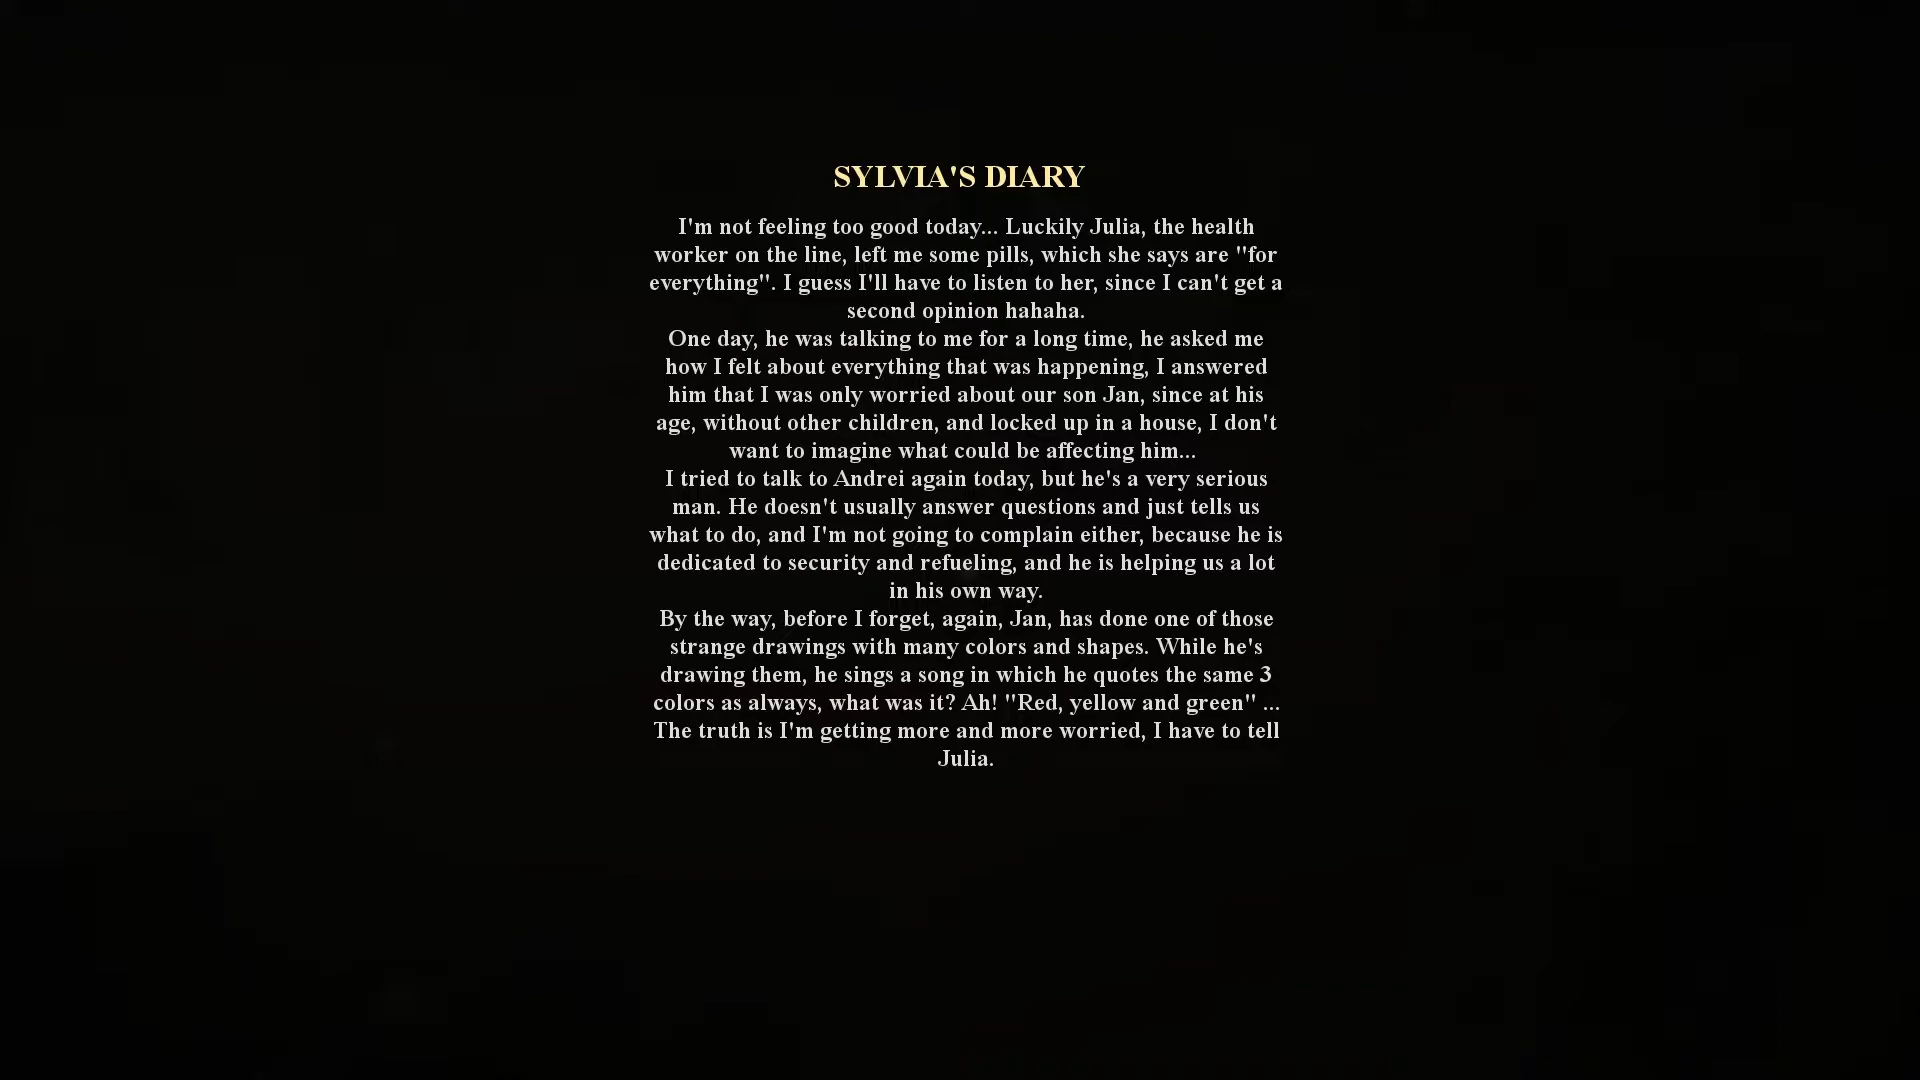 SYLVIA'S DIARY
I'm not feeling too good today... Luckily Julia, the health
worker on the line, left me some pills, which she says are "for
everything". I guess I'll have to listen to her, since I can't get a
second opinion hahaha.
One day, he was talking to me for a long time, he asked me
how I felt about everything that was happening, I answered
him that I was only worried about our son Jan, since at his
age, without other children, and locked up in a house, I don't
want to imagine what could be affecting him...
I tried to talk to Andrei again today, but he's a very serious
man. He doesn't usually answer questions and just tells us
what to do, and I'm not going to complain either, because he is
dedicated to security and refueling, and he is helping us a lot
in his own way.
By the way, before I forget, again, Jan, has done one of those
strange drawings with many colors and shapes. While he's
drawing them, he sings a song in which he quotes the same 3
colors as always, what was it? Ah! "Red, yellow and green" ...
The truth is I'm getting more and more worried, I have to tell
Julia.